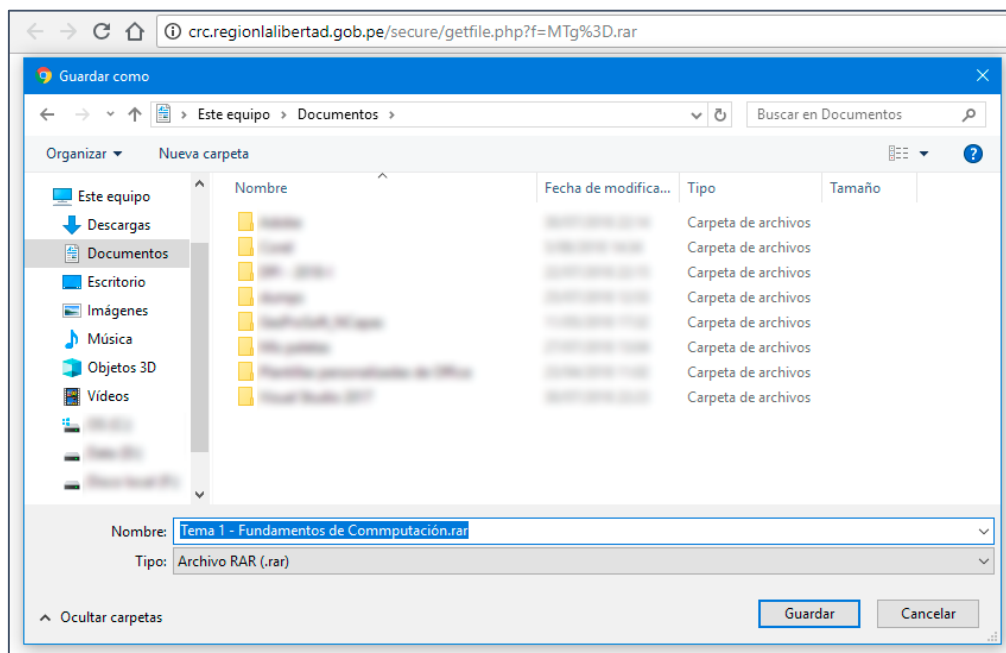 crc.regionlalibertad.gob.pe/secure/getfile.php?f=MTg%3D.rar
Guardar como
Este equipo > Documentos >
Buscar en Documentos
Organizar
Nueva carpeta
Nombre Fecha de modifica... Tipo Tamaño
Este equipo
Descargas
Documentos
Escritorio
Imágenes
Música
Objetos 3D
Vídeos
Carpeta de archivos
Carpeta de archivos
Carpeta de archivos
Carpeta de archivos
Carpeta de archivos
Carpeta de archivos
Carpeta de archivos
Carpeta de archivos
Nombre: Tema 1 - Fundamentos de Commputación.rar
Tipo: Archivo RAR (.rar)
Ocultar carpetas
Guardar
Cancelar